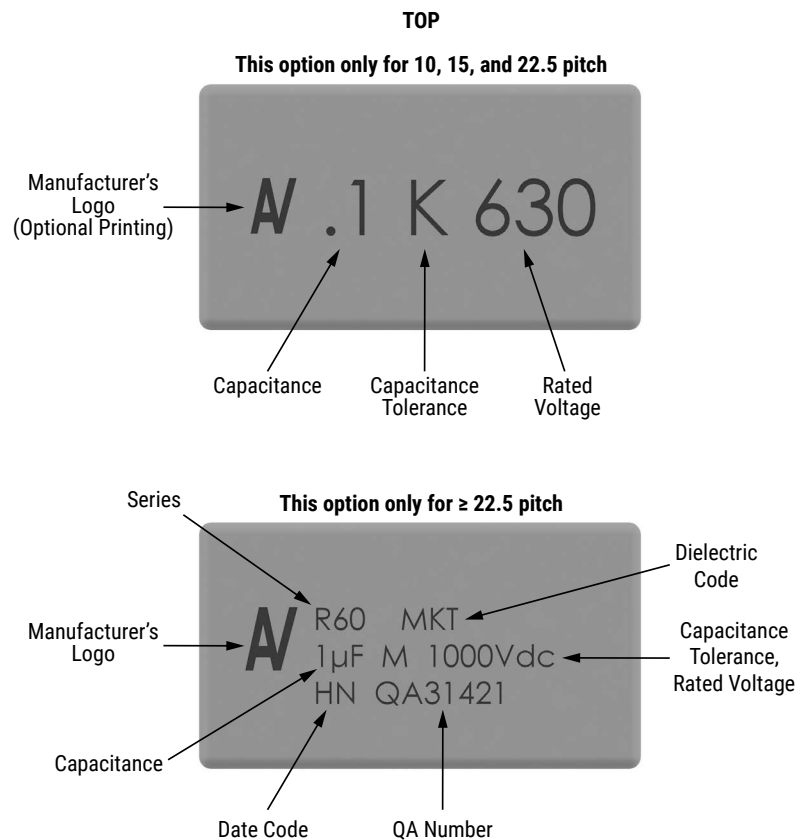 TOP
This option only for 10, 15, and 22.5 pitch
Manufacturer's
Logo
(Optional Printing)
.1 K 630
Capacitance
Capacitance
Tolerance
Rated
Voltage
Series
This option only for ≥ 22.5 pitch
Dielectric
Code
Manufacturer's
Logo
R60 MKT
1µF M 1000Vdc
HN QA31421
Capacitance
Tolerance,
Rated Voltage
Capacitance
Date Code
QA Number